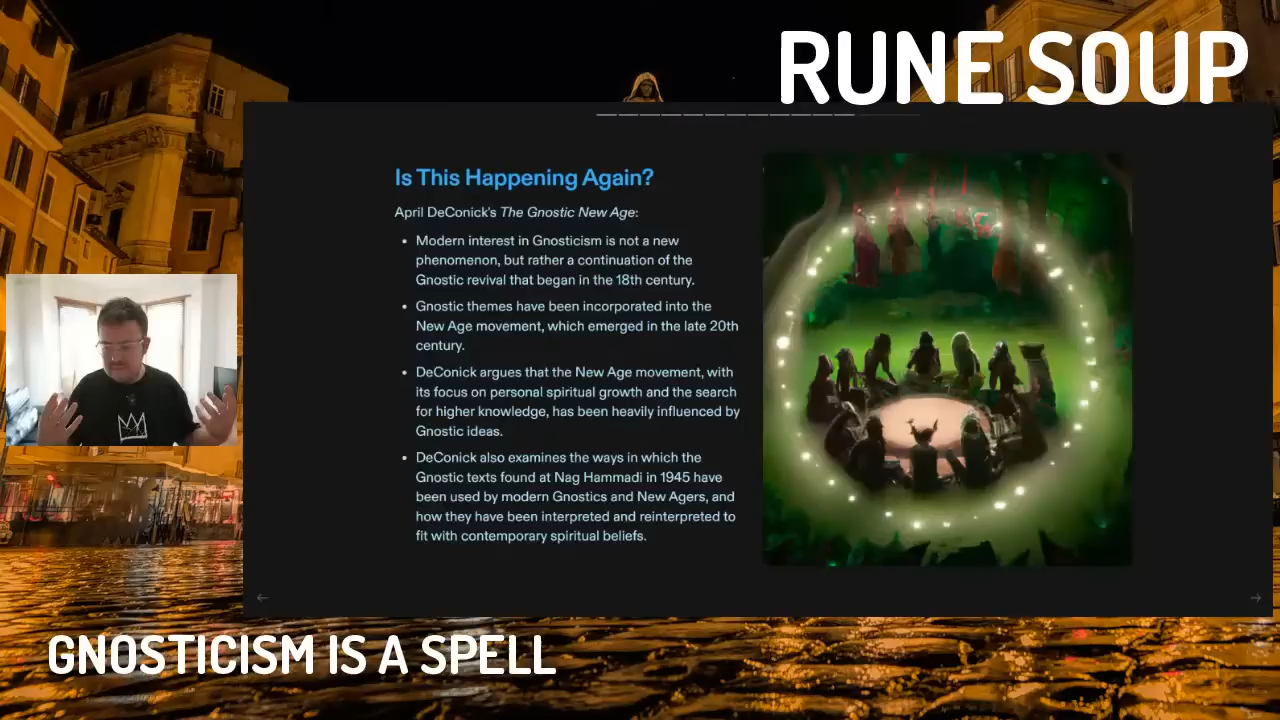 RUNE SOUP
Is This Happening Again?
April DeConick's The Gnostic New Age:
• Modern interest in Gnosticism is not a new
phenomenon, but rather a continuation of the
Gnostic revival that began in the 18th century.
• Gnostic themes have been incorporated into the
New Age movement, which emerged in the late 20th
century.
• DeConick argues that the New Age movement, with
its focus on personal spiritual growth and the search
for higher knowledge, has been heavily influenced by
Gnostic ideas.
• DeConick also examines the ways in which the
Gnostic texts found at Nag Hammadi in 1945 have
been used by modern Gnostics and New Agers, and
how they have been interpreted and reinterpreted to
fit with contemporary spiritual beliefs.
GNOSTICISM IS A SPELL